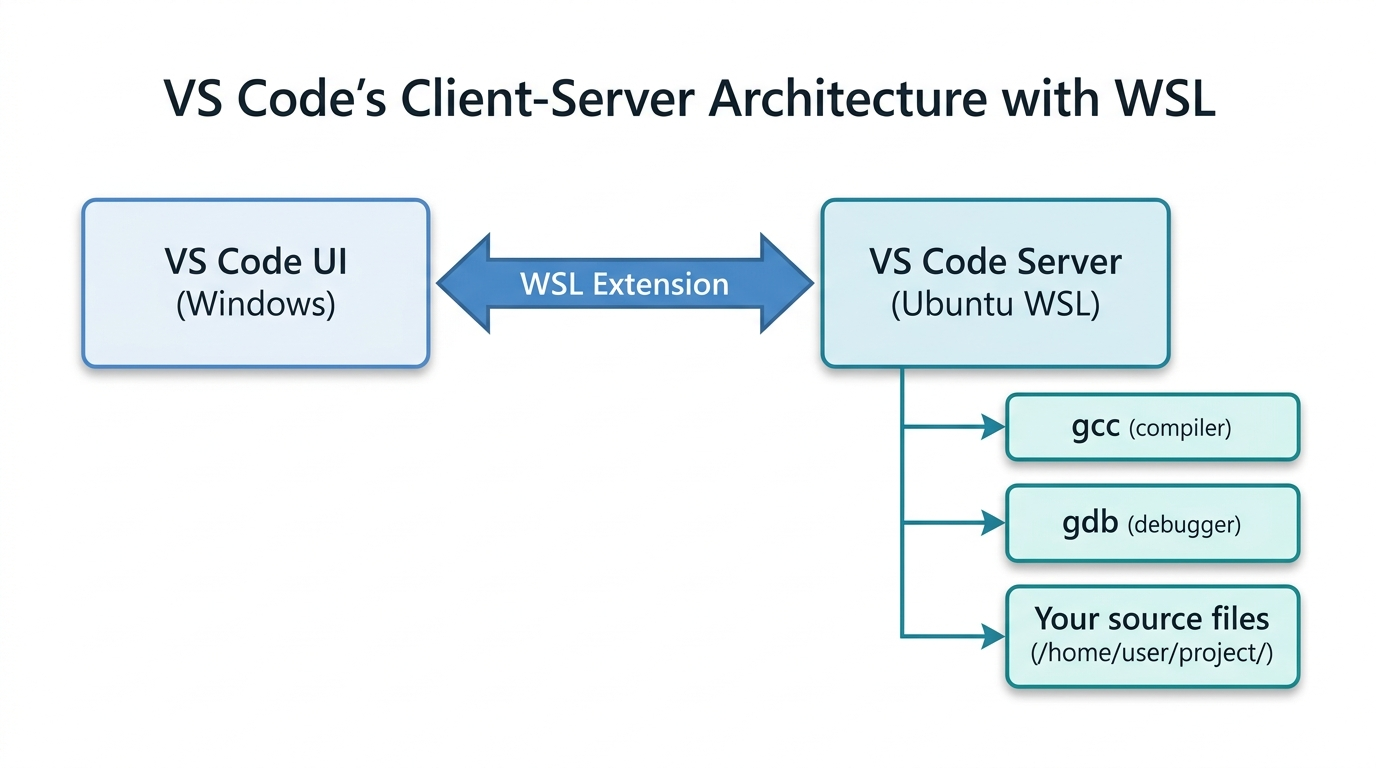 VS Code’s Client-Server Architecture with WSL
VS Code UI
(Windows)
WSL Extension
VS Code Server
(Ubuntu WSL)
gcc (compiler)
gdb (debugger)
Your source files
(/home/user/project/)